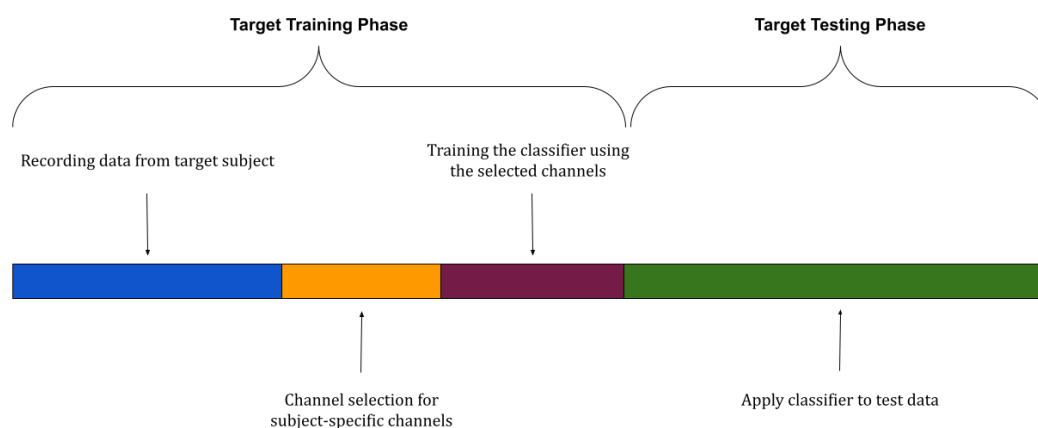 Target Training Phase
Target Testing Phase
Recording data from target subject
Training the classifier using
the selected channels
Channel selection for
subject-specific channels
Apply classifier to test data